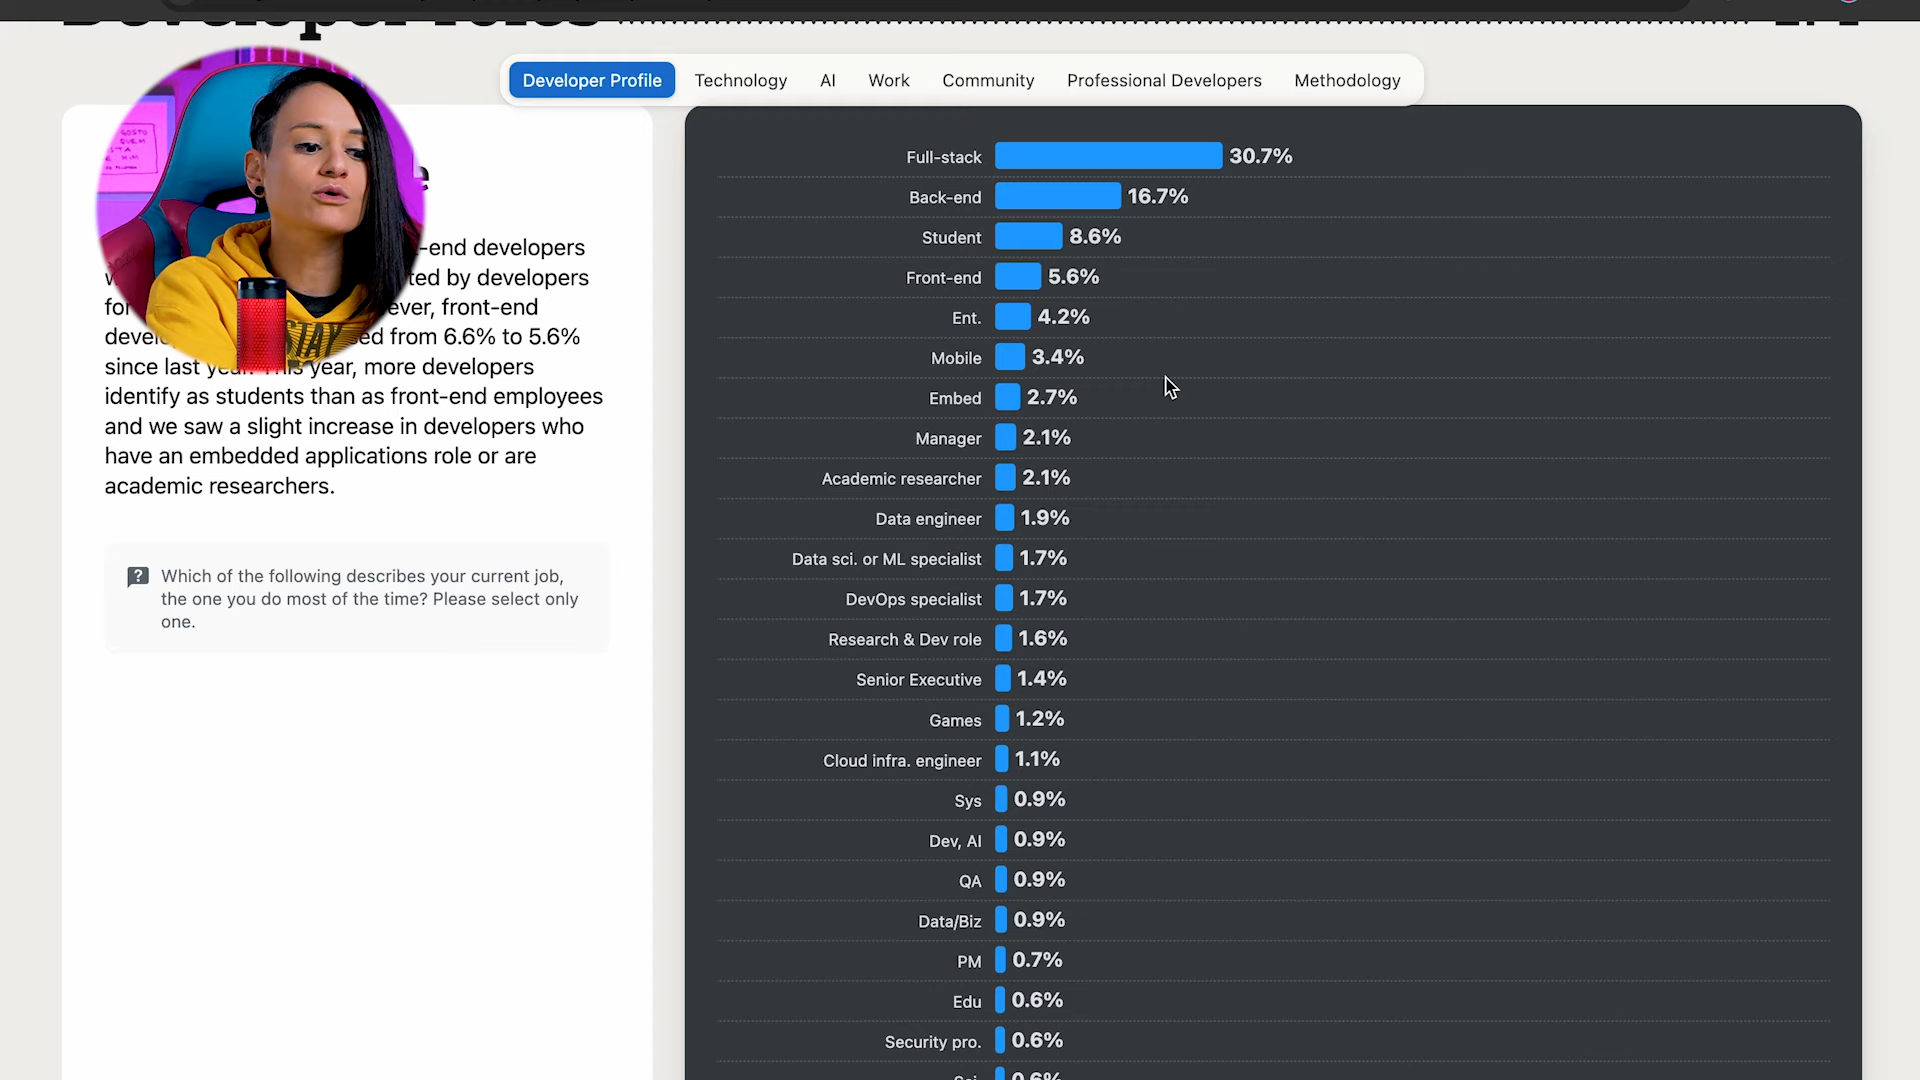 Developer Profile
Technology
AI
Work
Community
Professional Developers
Methodology
GOSTO
QUEM
STAY
-end developers
ted by developers
for ever, front-end
ed from 6.6% to 5.6%
since last year. This year, more developers
identify as students than as front-end employees
and we saw a slight increase in developers who
have an embedded applications role or are
academic researchers.
Which of the following describes your current job,
the one you do most of the time? Please select only
one.
Full-stack 30.7%
Back-end 16.7%
Student 8.6%
Front-end 5.6%
Ent. 4.2%
Mobile 3.4%
Embed 2.7%
Manager 2.1%
Academic researcher 2.1%
Data engineer 1.9%
Data sci. or ML specialist 1.7%
DevOps specialist 1.7%
Research & Dev role 1.6%
Senior Executive 1.4%
Games 1.2%
Cloud infra. engineer 1.1%
Sys 0.9%
Dev, AI 0.9%
QA 0.9%
Data/Biz 0.9%
PM 0.7%
Edu 0.6%
Security pro. 0.6%
0.6%